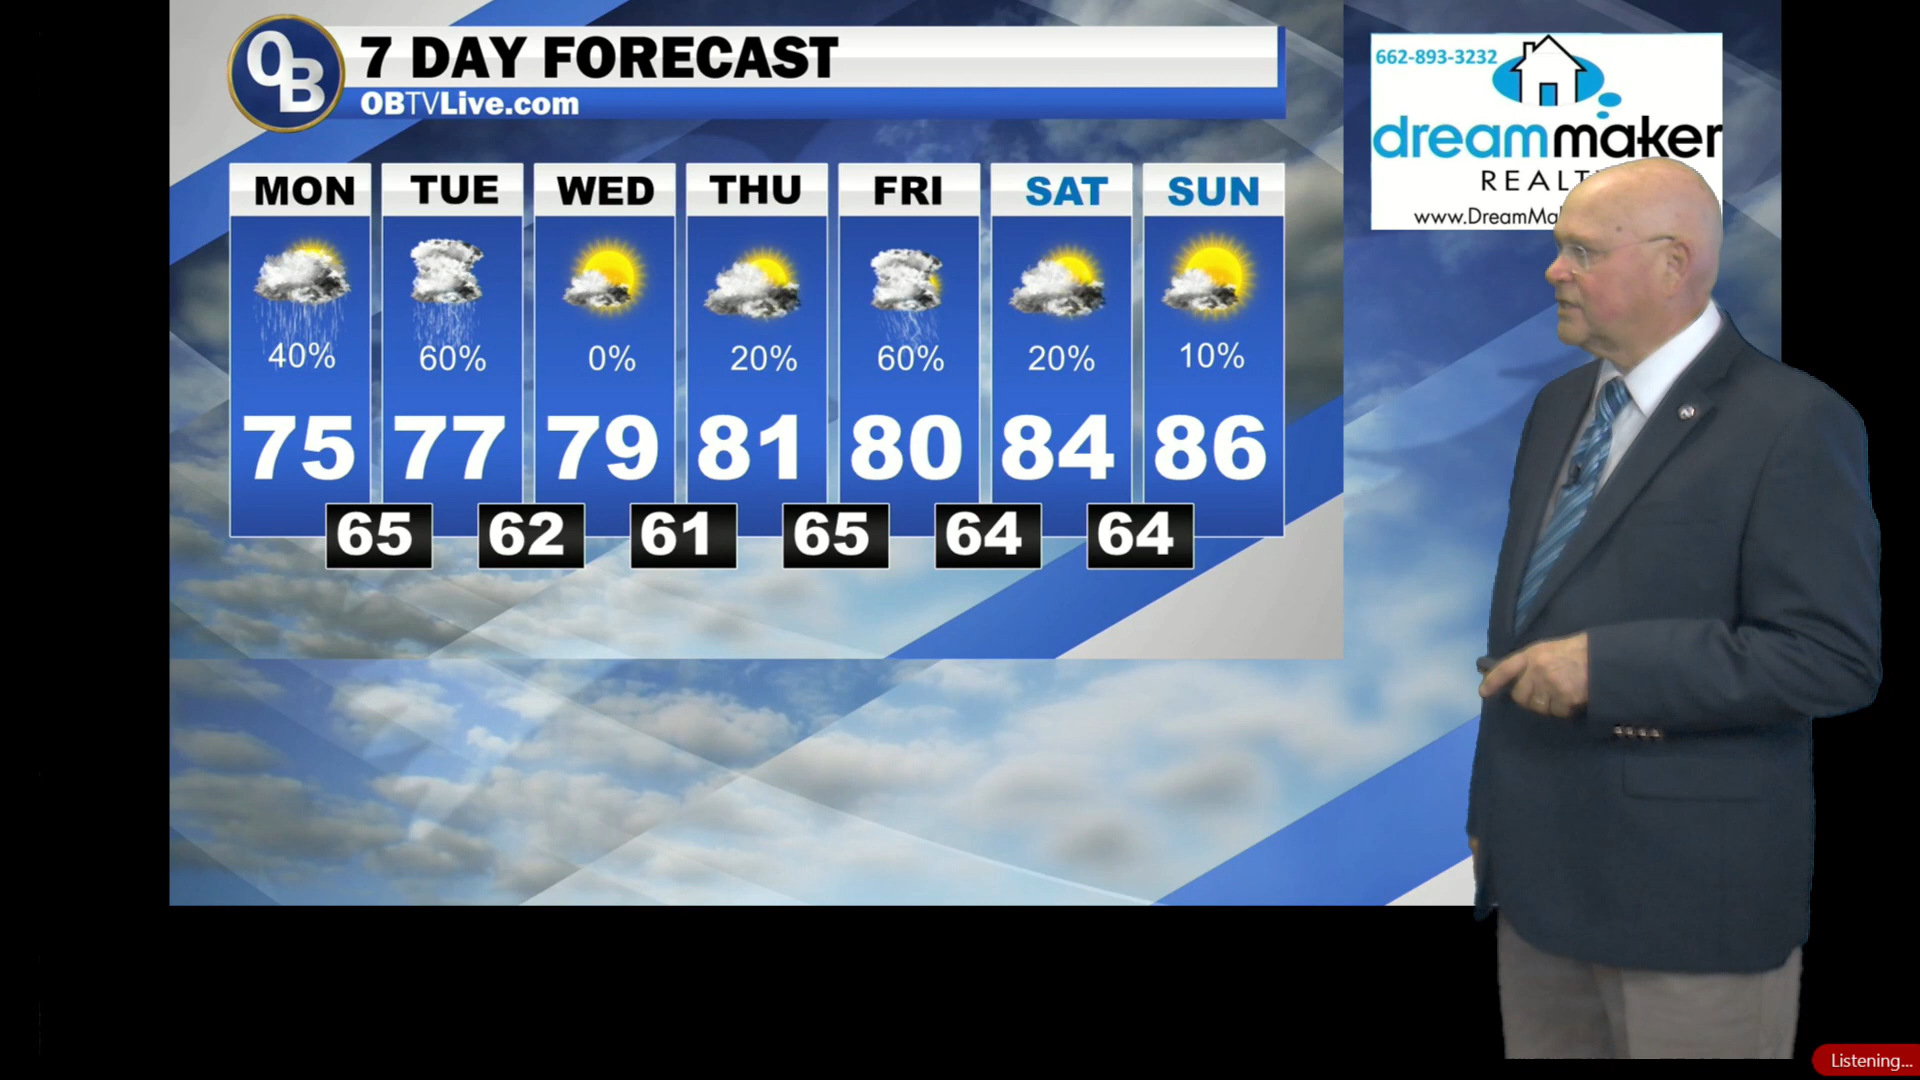 OB
7 DAY FORECAST
OBTVLive.com
MON TUE WED THU FRI SAT SUN
40% 60% 0% 20% 60% 20% 10%
75 77 79 81 80 84 86
65 62 61 65 64 64
662-893-3232
dreammaker
REALT
www.DreamMa
Listening...